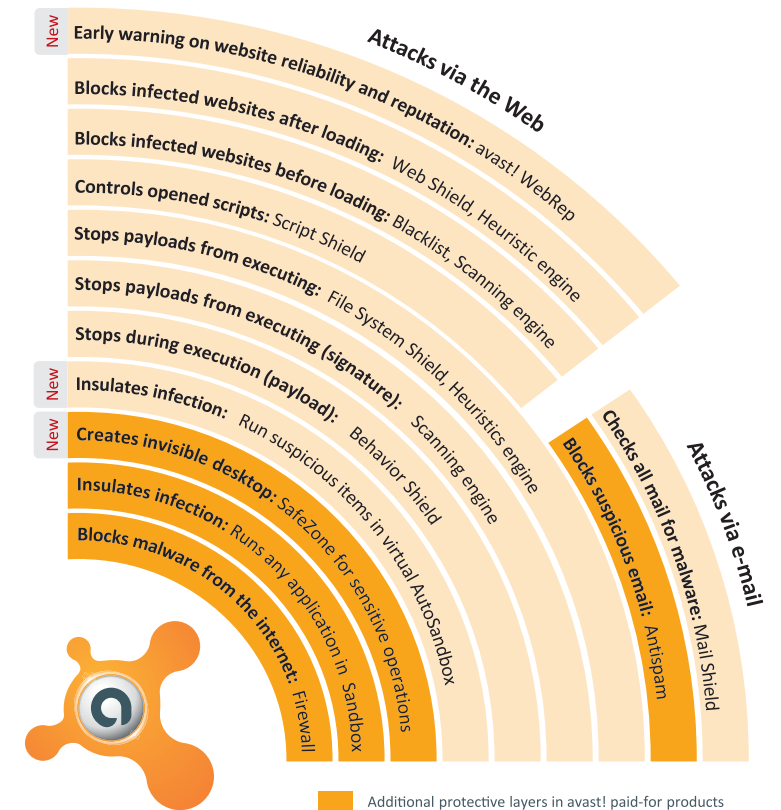 New
Early warning on website reliability and reputation: avast! WebRep
Attacks via the Web
Blocks infected websites after loading: Web Shield, Heuristic engine
Blocks infected websites before loading: Blacklist, Scanning engine
Controls opened scripts: Script Shield
Stops payloads from executing: File System Shield, Heuristics engine
Stops payloads from executing (signature): Scanning engine
Stops during execution (payload): Behavior Shield
New
Insulates infection: Run suspicious items in virtual AutoSandbox
New
Creates invisible desktop: SafeZone for sensitive operations
Insulates infection: Runs any application in Sandbox
Blocks malware from the internet: Firewall
Attacks via e-mail
Checks all mail for malware: Mail Shield
Blocks suspicious email: Antispam
a
Additional protective layers in avast! paid-for products